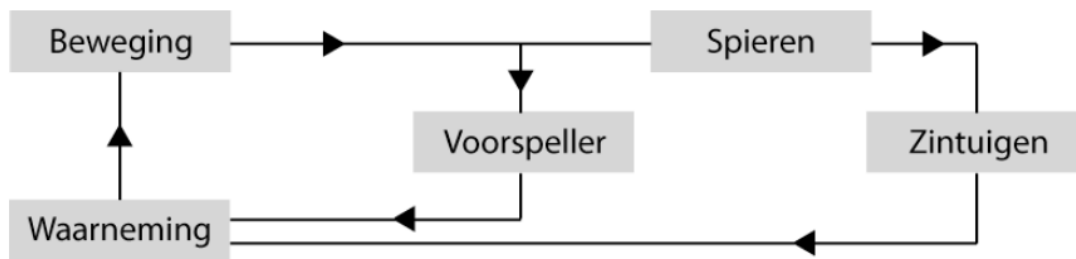 Beweging
Spieren
Voorspeller
Zintuigen
Waarneming